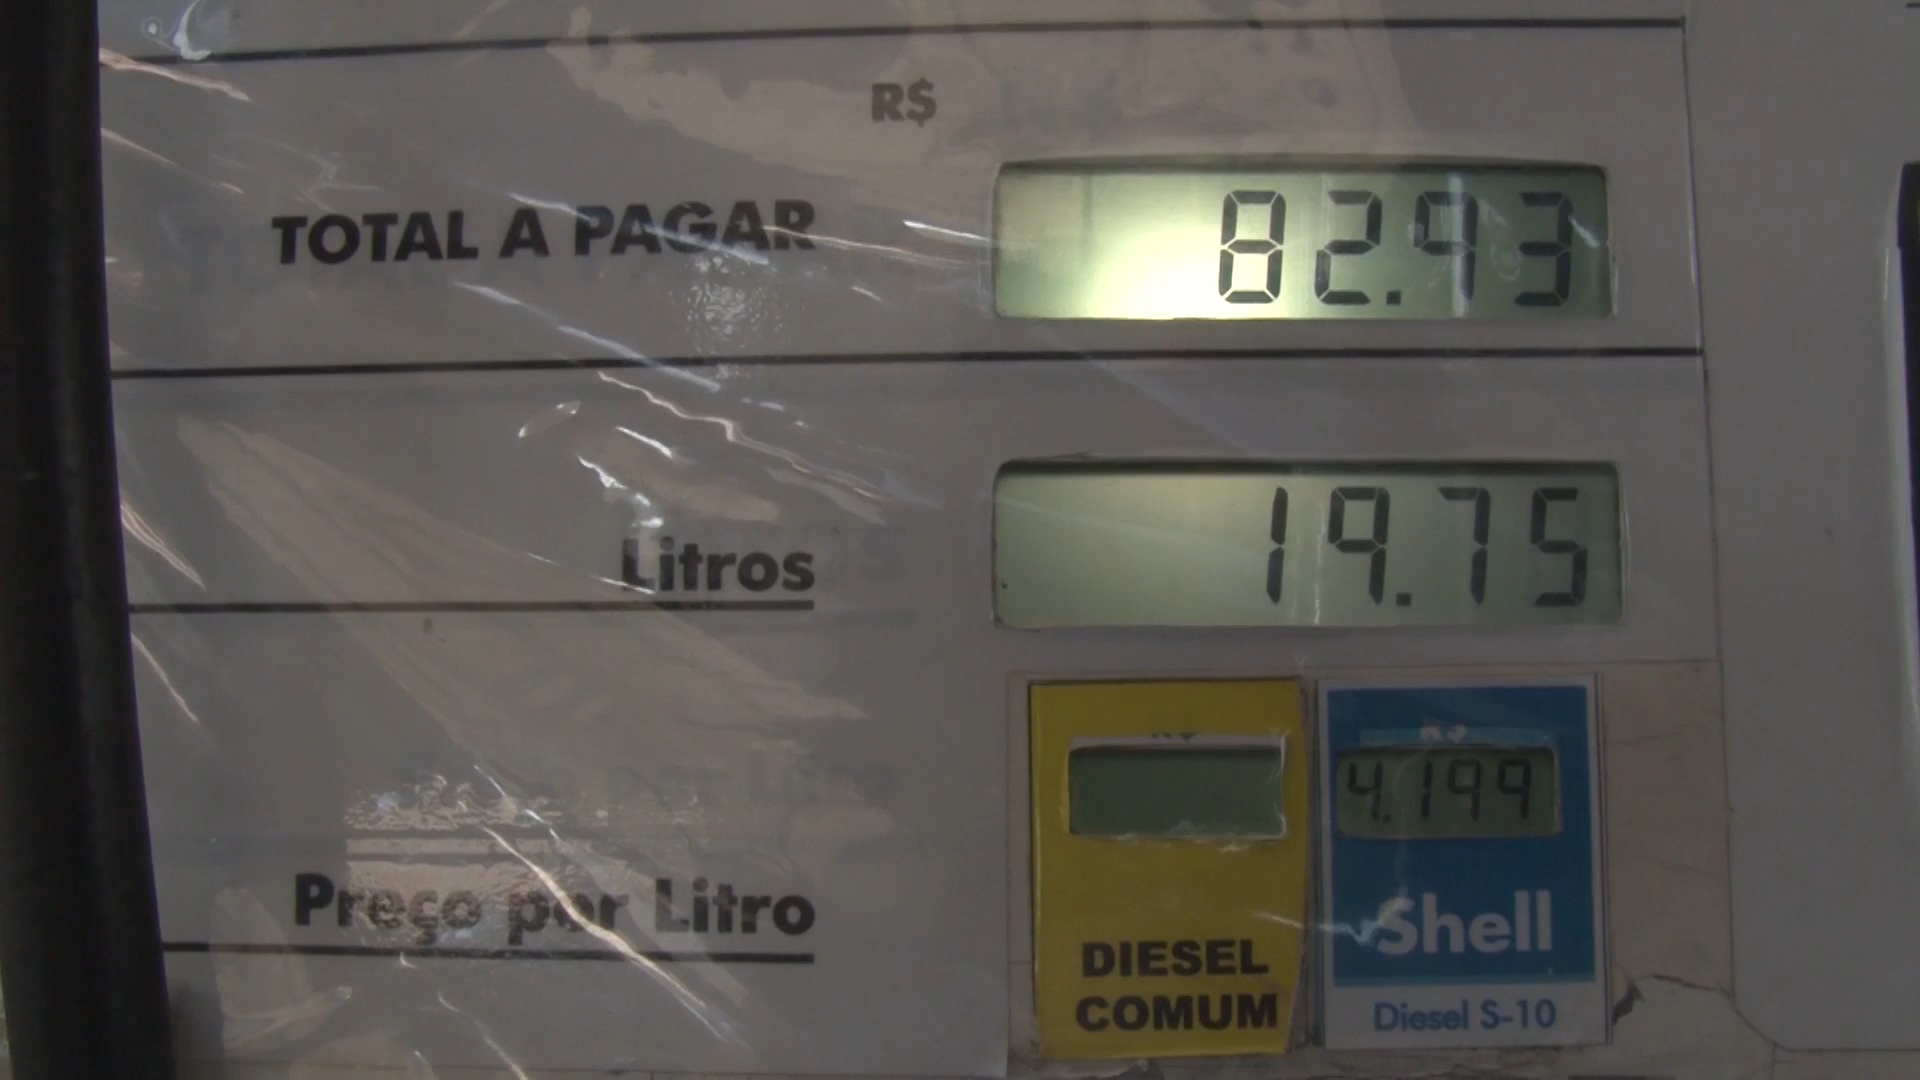 R$
TOTAL A PAGAR
82.93
Litros
19.75
R$
R$
4.199
Preço por Litro
Shell
DIESEL
COMUM
Diesel S-10